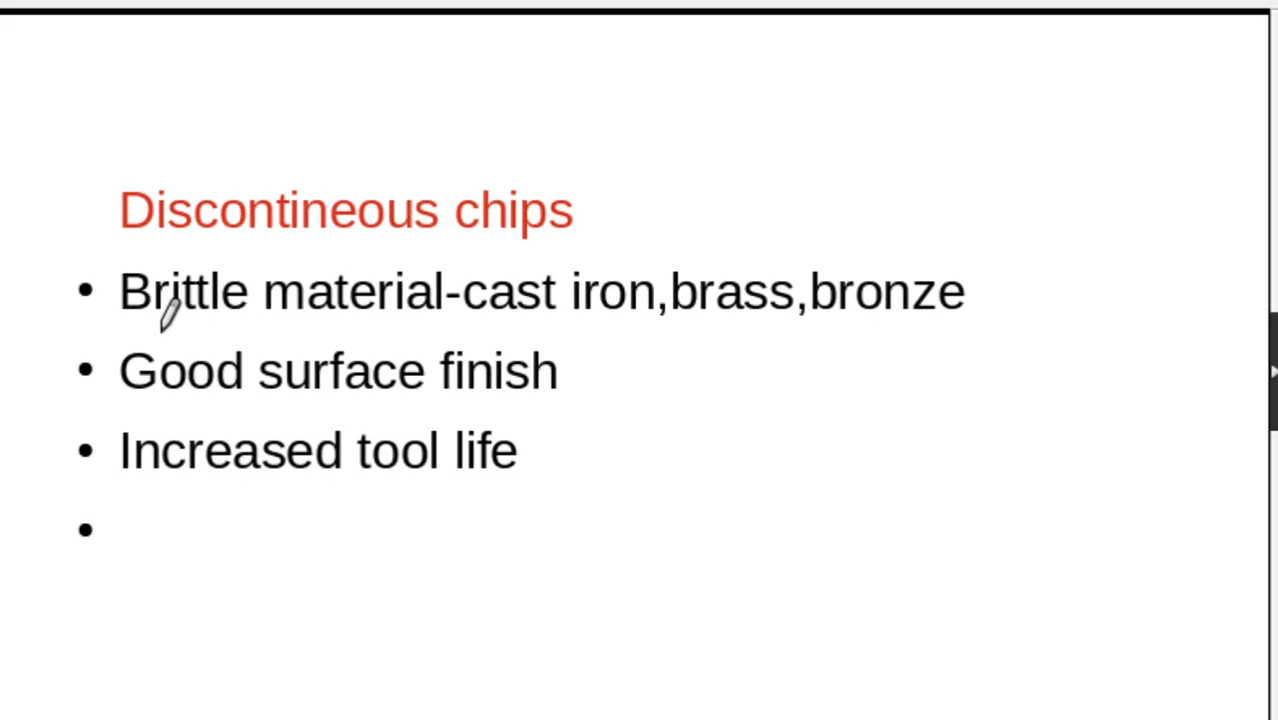 Discontineous chips
• Brittle material-cast iron,brass,bronze
• Good surface finish
• Increased tool life
•